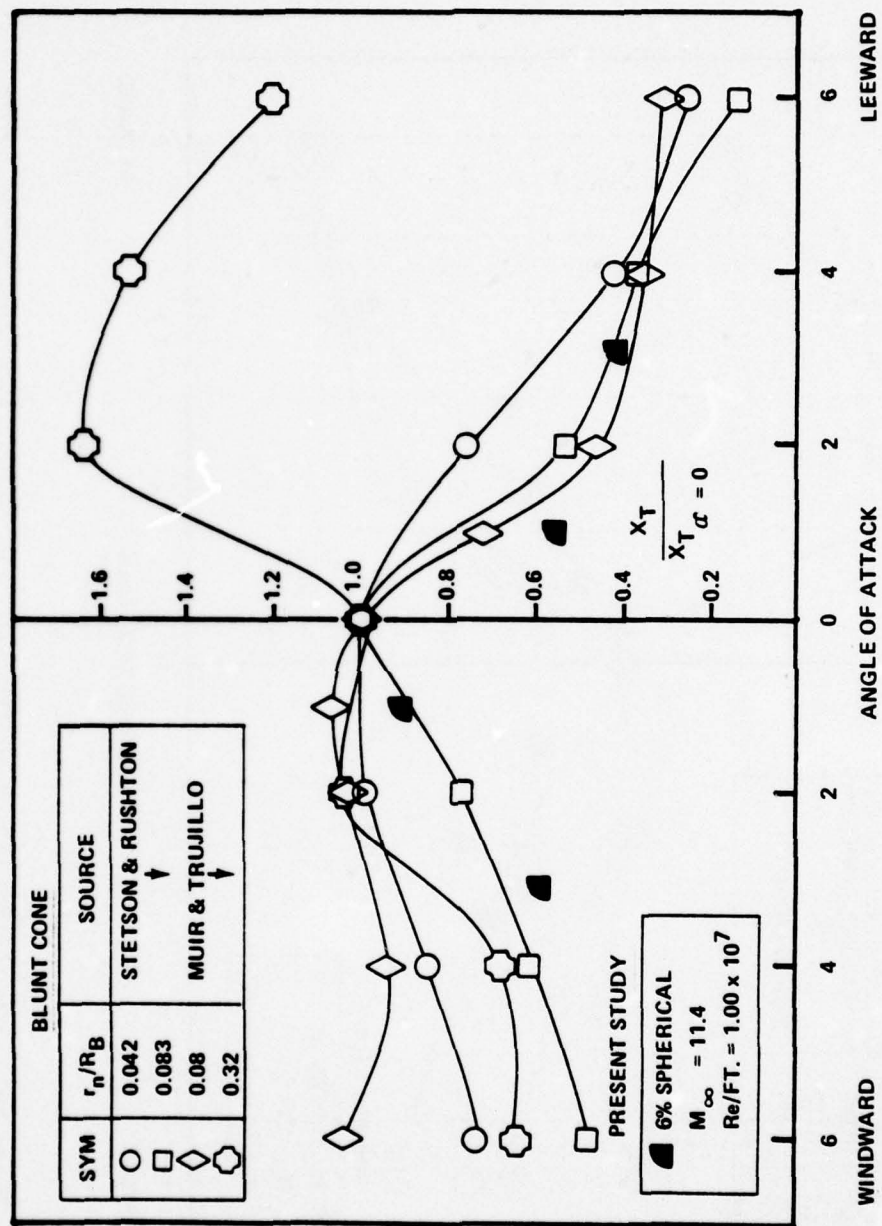 BLUNT CONE
SYM r_n/R_B SOURCE
0.042 STETSON & RUSHTON
0.083
0.08 MUIR & TRUJILLO
0.32
1.6
1.4
1.2
1.0
0.8
0.6
0.4
0.2
X_T
X_T α = 0
PRESENT STUDY
6% SPHERICAL
M_∞ = 11.4
Re/FT. = 1.00 x 10^7
6 4 2 0 2 4 6
WINDWARD ANGLE OF ATTACK LEEWARD